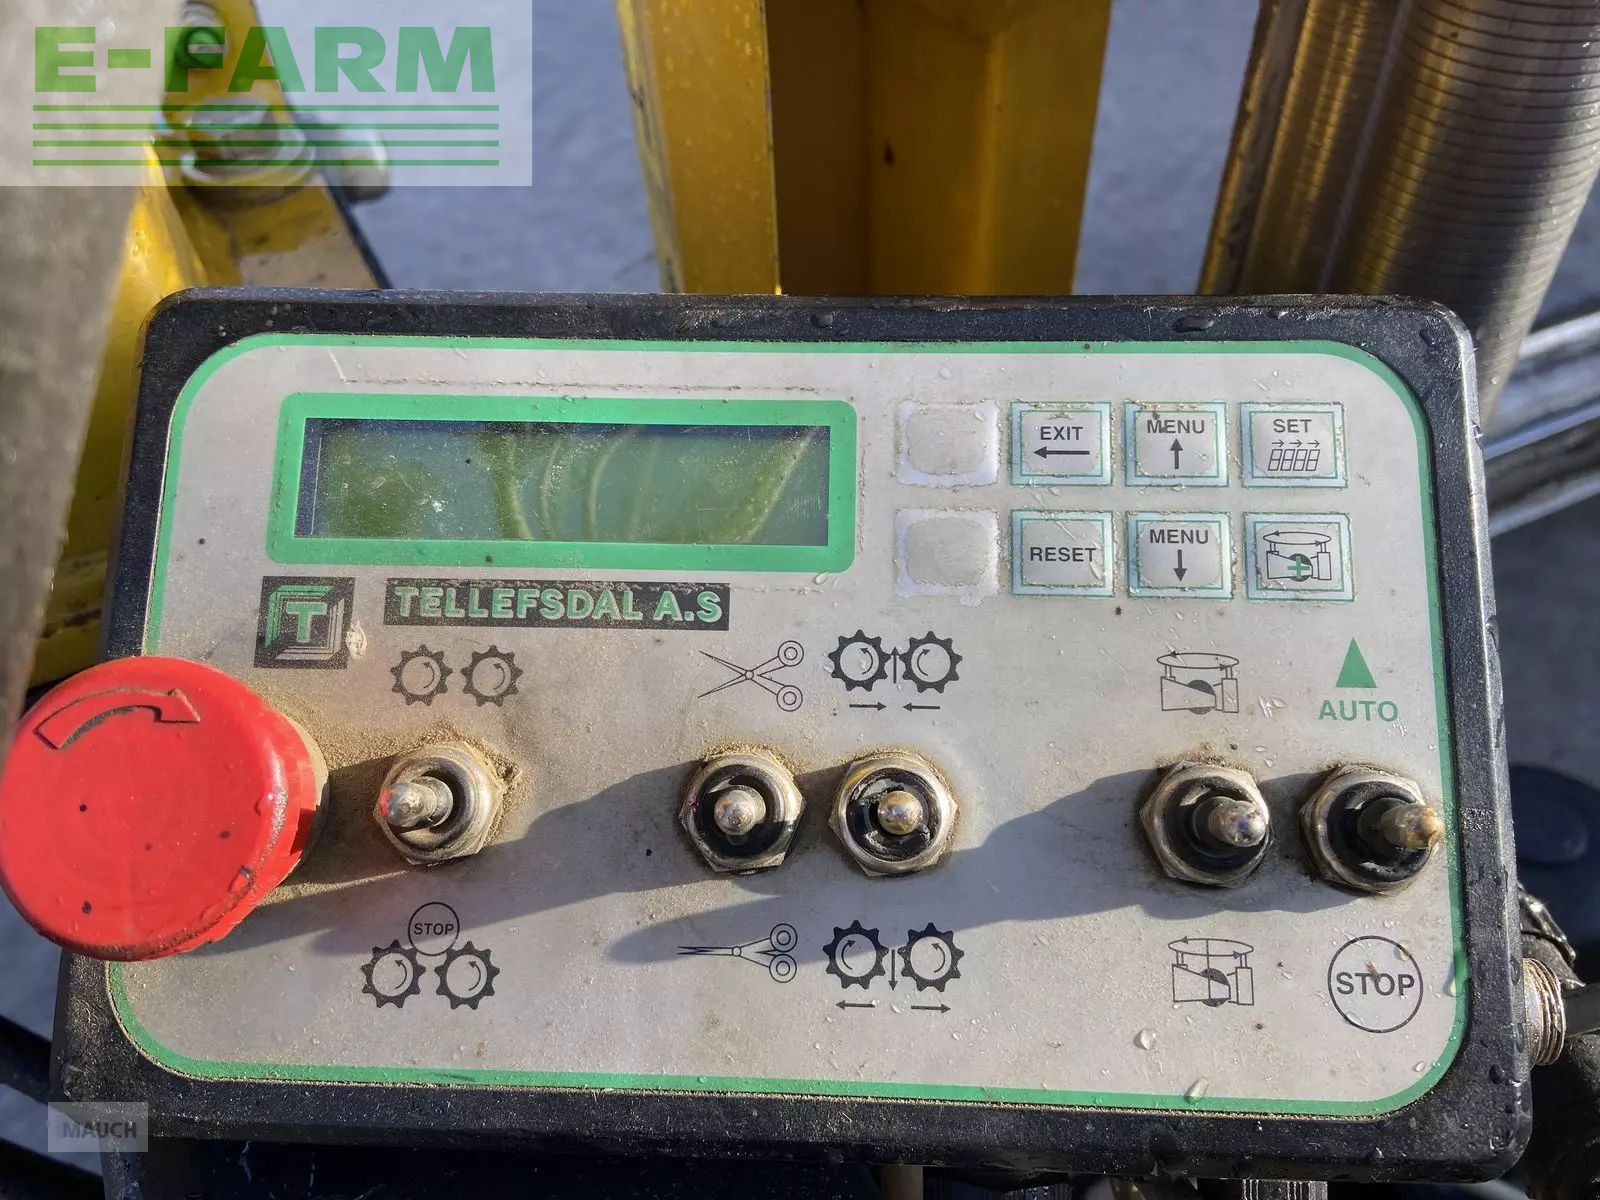 E-FARM
EXIT
MENU
SET
RESET
MENU
T
TELLEFSDAL A.S
AUTO
STOP
STOP
MAUCH